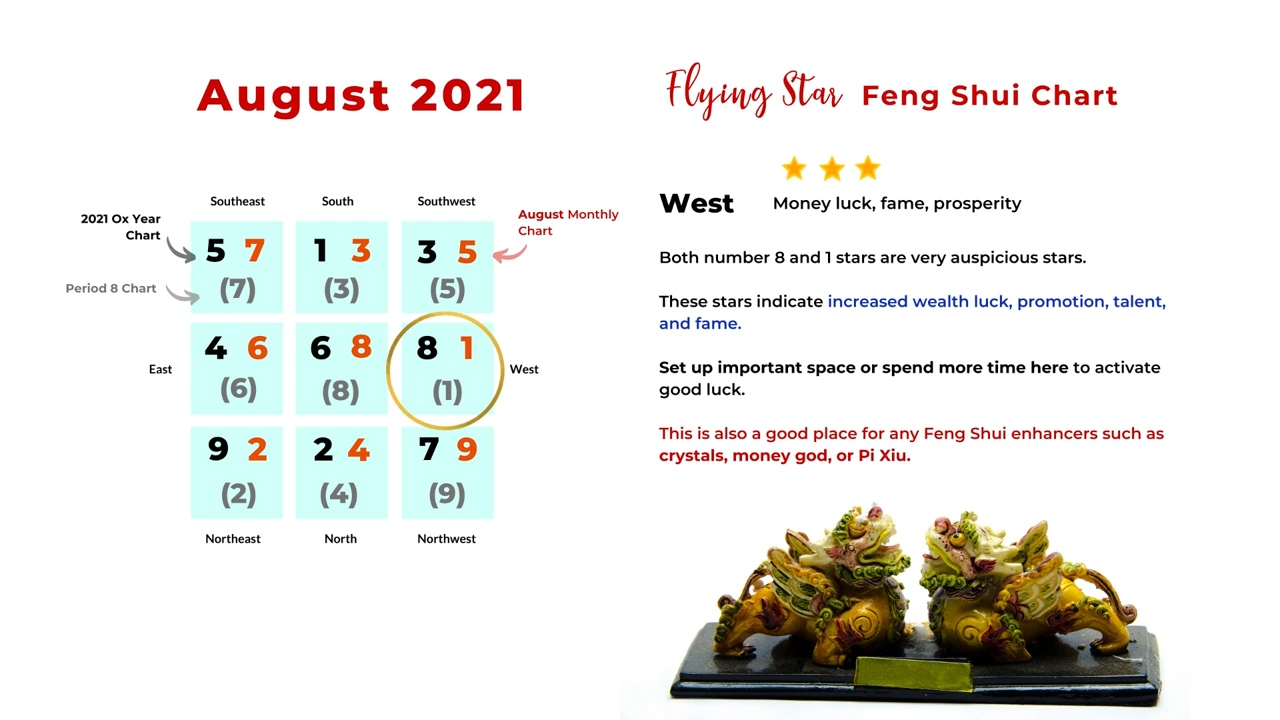 August 2021
Flying Star Feng Shui Chart
Southeast South Southwest
2021 Ox Year
Chart
August Monthly
Chart
5 7 1 3 3 5
Period 8 Chart
(7) (3) (5)
4 6 6 8 8 1
East
West
(6) (8) (1)
9 2 2 4 7 9
(2) (4) (9)
Northeast North Northwest
West Money luck, fame, prosperity
Both number 8 and 1 stars are very auspicious stars.
These stars indicate increased wealth luck, promotion, talent,
and fame.
Set up important space or spend more time here to activate
good luck.
This is also a good place for any Feng Shui enhancers such as
crystals, money god, or Pi Xiu.